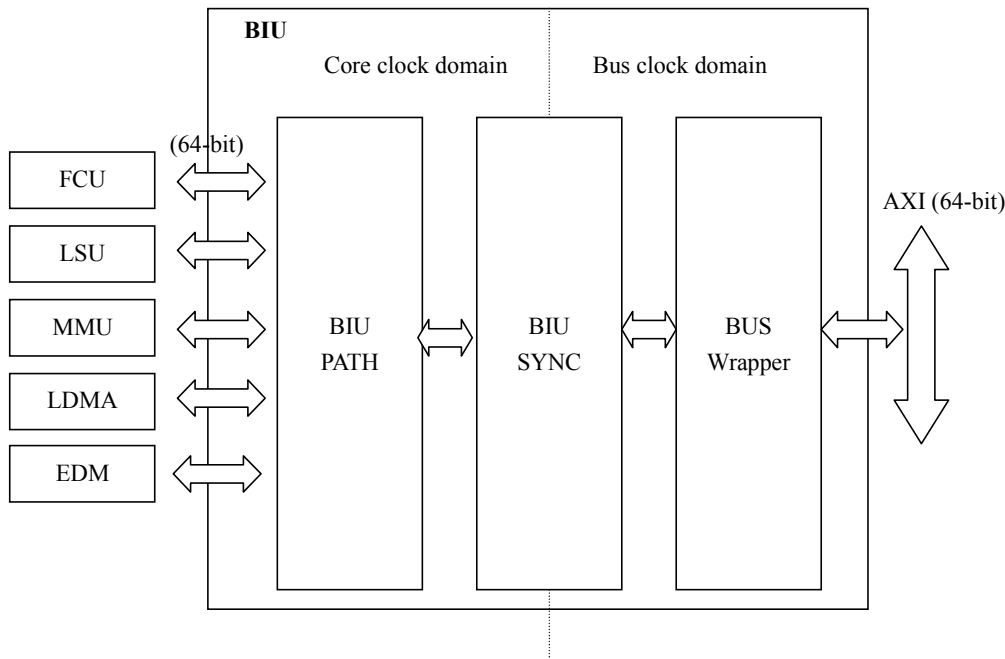 BIU
Core clock domain
Bus clock domain
(64-bit)
FCU
LSU
MMU
LDMA
EDM
BIU
PATH
BIU
SYNC
BUS
Wrapper
AXI (64-bit)